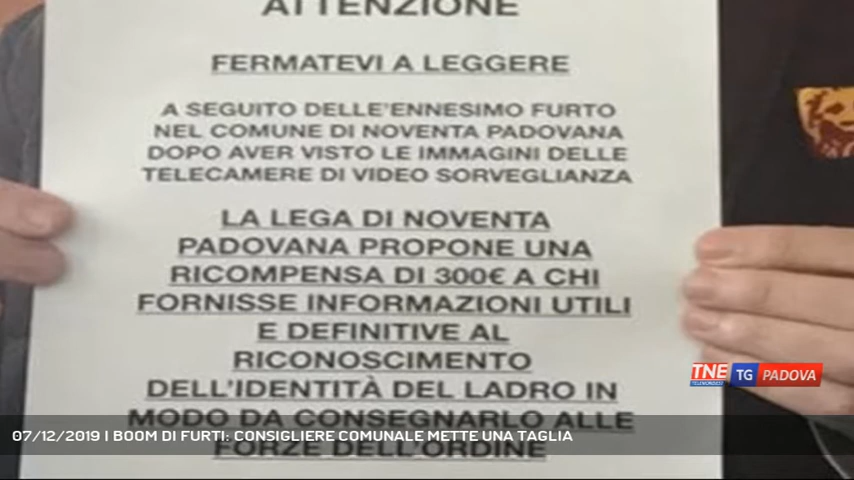 ATTENZIONE
FERMATEVI A LEGGERE
A SEGUITO DELLE'ENNESIMO FURTO
NEL COMUNE DI NOVENTA PADOVANA
DOPO AVER VISTO LE IMMAGINI DELLE
TELECAMERE DI VIDEO SORVEGLIANZA
LA LEGA DI NOVENTA
PADOVANA PROPONE UNA
RICOMPENSA DI 300€ A CHI
FORNISSE INFORMAZIONI UTILI
E DEFINITIVE AL
RICONOSCIMENTO
DELL'IDENTITÀ DEL LADRO IN
MODO DA CONSEGNARLO ALLE
FORZE DELL'ORDINE
TNE TG PADOVA
TELENORDEST
07/12/2019 | BOOM DI FURTI: CONSIGLIERE COMUNALE METTE UNA TAGLIA